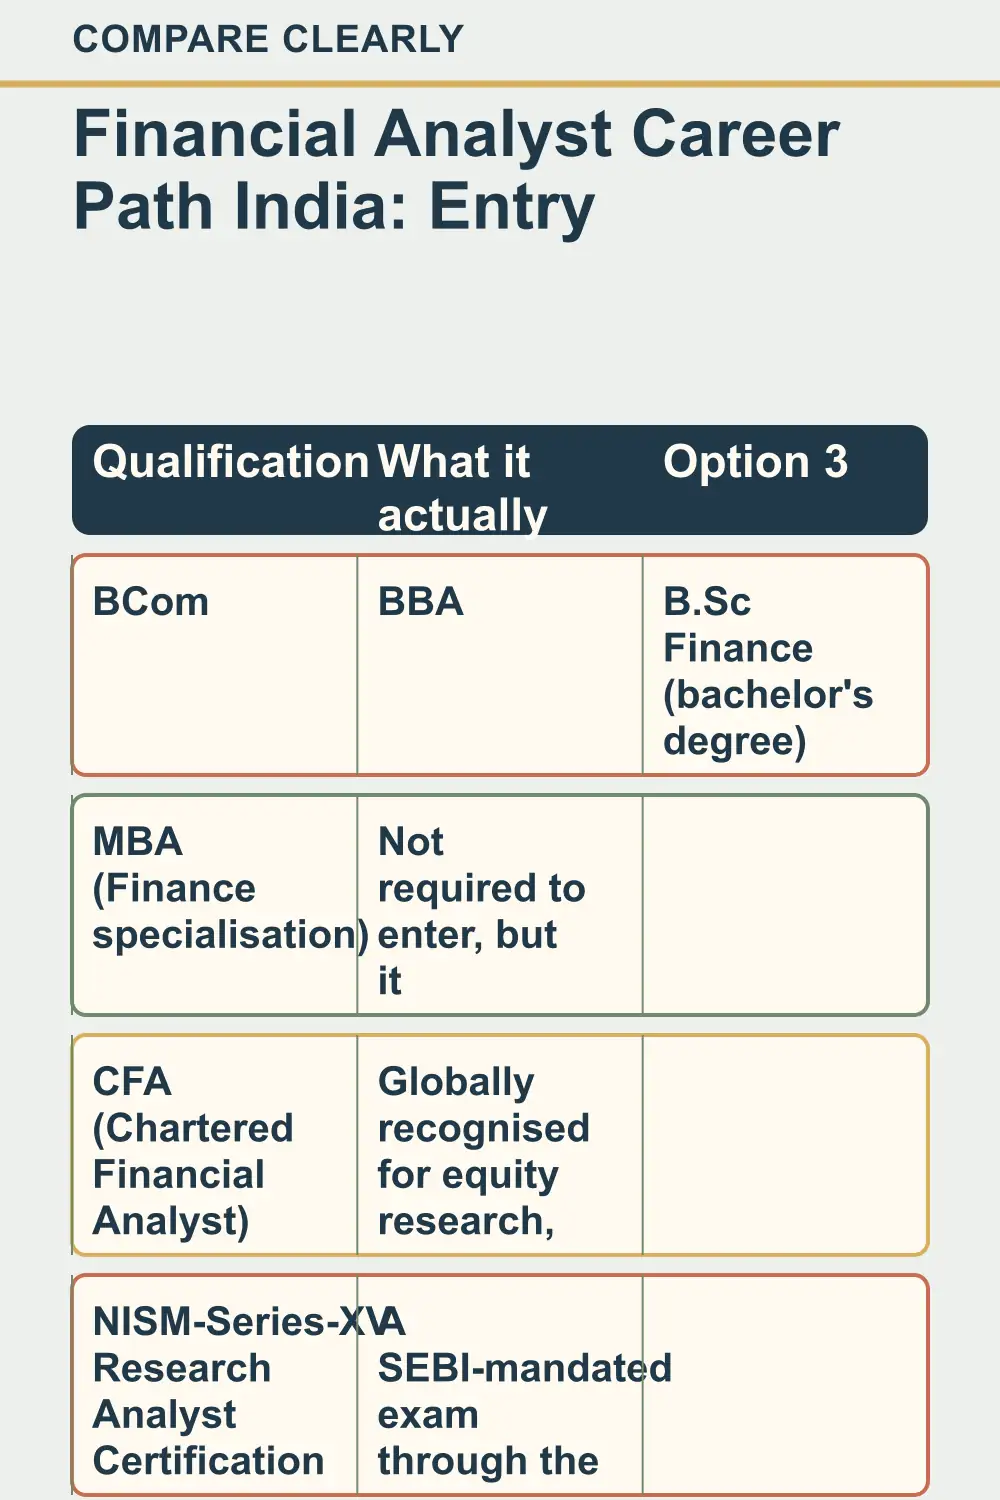 COMPARE CLEARLY
Financial Analyst Career
Path India: Entry
Qualification What it Option 3
actually
BCom BBA B.Sc
Finance
(bachelor's
degree)
MBA Not
(Finance required to
specialisation) enter, but
it
CFA Globally
(Chartered recognised
Financial for equity
Analyst) research,
NISM-Series-XV A
Research SEBI-mandated
Analyst exam
Certification through the